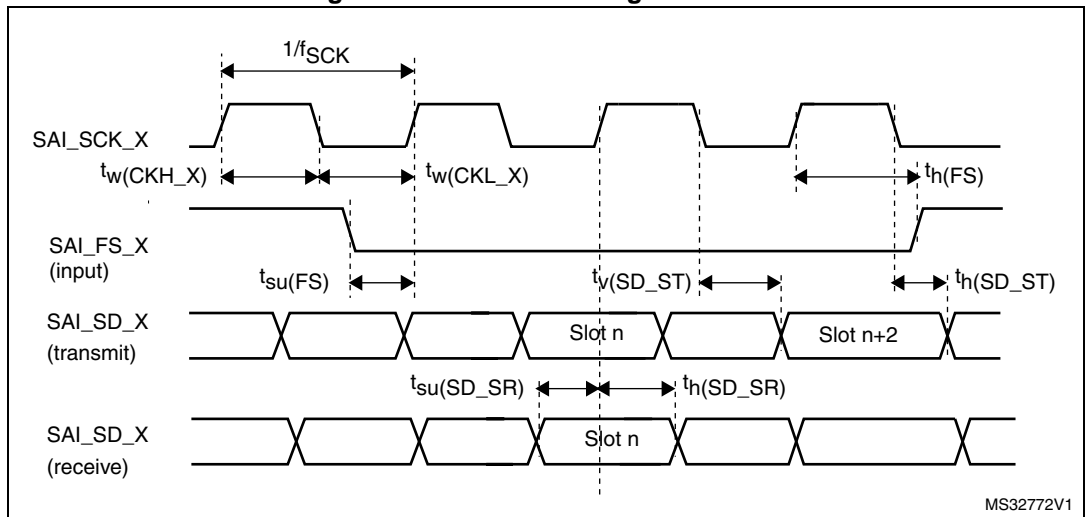 1/fSCK
SAI_SCK_X
tw(CKH_X)
tw(CKL_X)
th(FS)
SAI_FS_X
(input)
tsu(FS)
tv(SD_ST)
th(SD_ST)
SAI_SD_X
(transmit)
Slot n
Slot n+2
tsu(SD_SR)
th(SD_SR)
SAI_SD_X
(receive)
Slot n
MS32772V1